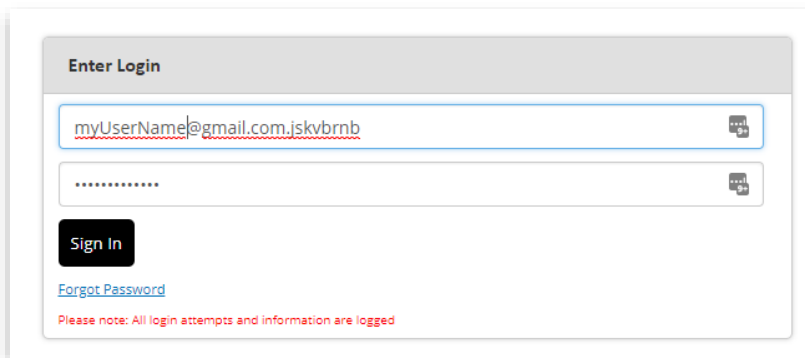 Enter Login
myUserName@gmail.com.jskvbrnb
•••••••••••••
Sign In
Forgot Password
Please note: All login attempts and information are logged